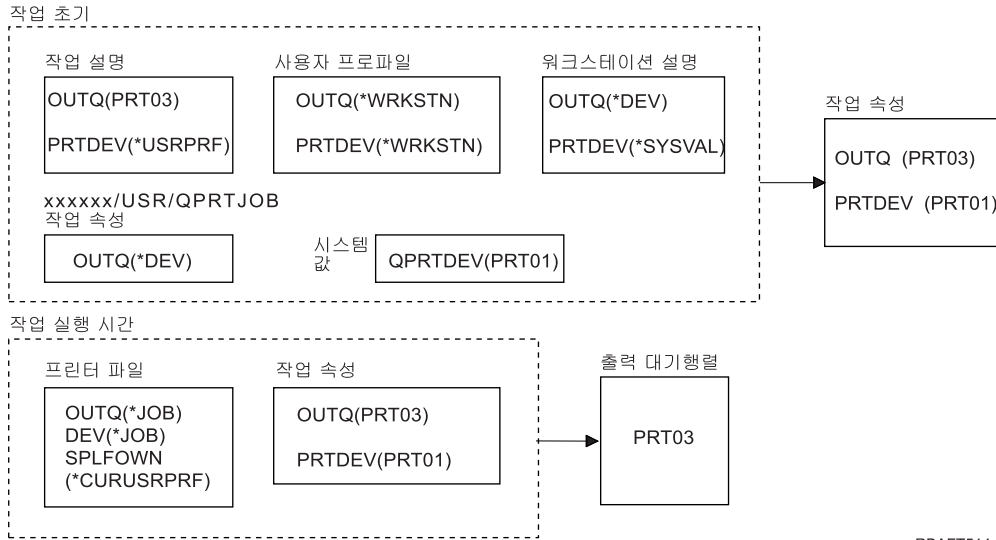 작업 초기
작업 설명
OUTQ(PRT03)
PRTDEV(*USRPRF)
사용자 프로파일
OUTQ(*WRKSTN)
PRTDEV(*WRKSTN)
워크스테이션 설명
OUTQ(*DEV)
PRTDEV(*SYSVAL)
작업 속성
OUTQ (PRT03)
PRTDEV (PRT01)
xxxxxx/USR/QPRTJOB
작업 속성
OUTQ(*DEV)
시스템
값
QPRTDEV(PRT01)
작업 실행 시간
프린터 파일
OUTQ(*JOB)
DEV(*JOB)
SPLFOWN
(*CURUSRPRF)
작업 속성
OUTQ(PRT03)
PRTDEV(PRT01)
출력 대기행렬
PRT03